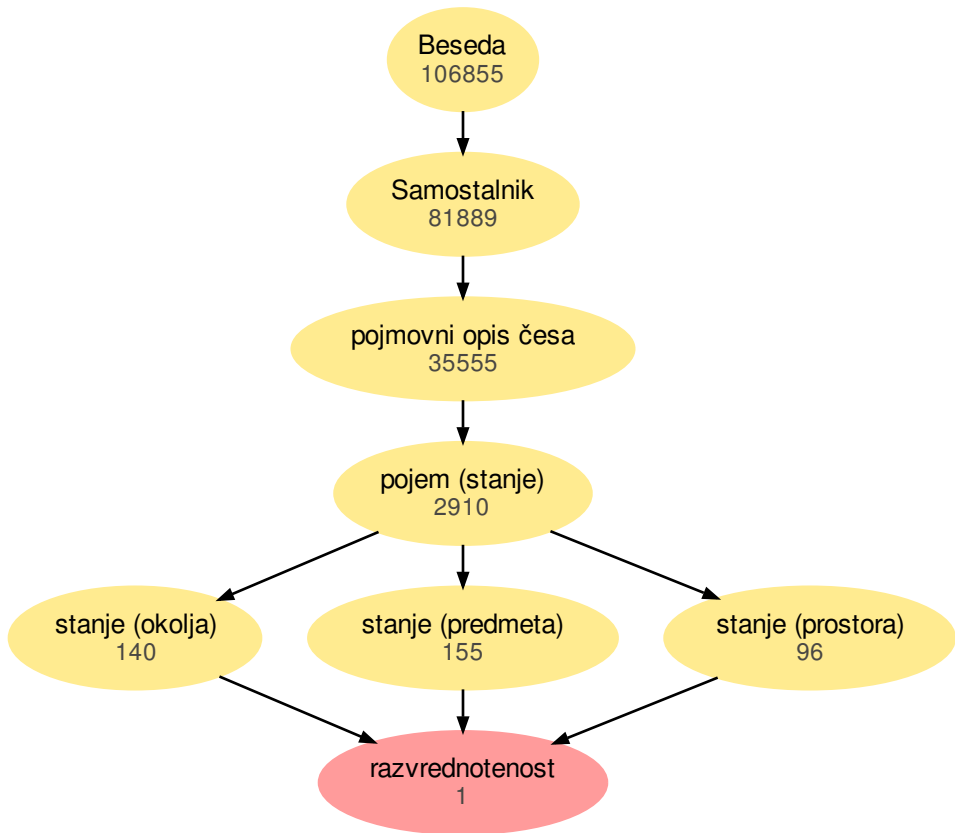 Beseda
106855
Samostalnik
81889
pojmovni opis česa
35555
pojem (stanje)
2910
stanje (okolja)
140
stanje (predmeta)
155
stanje (prostora)
96
razvrednotenost
1